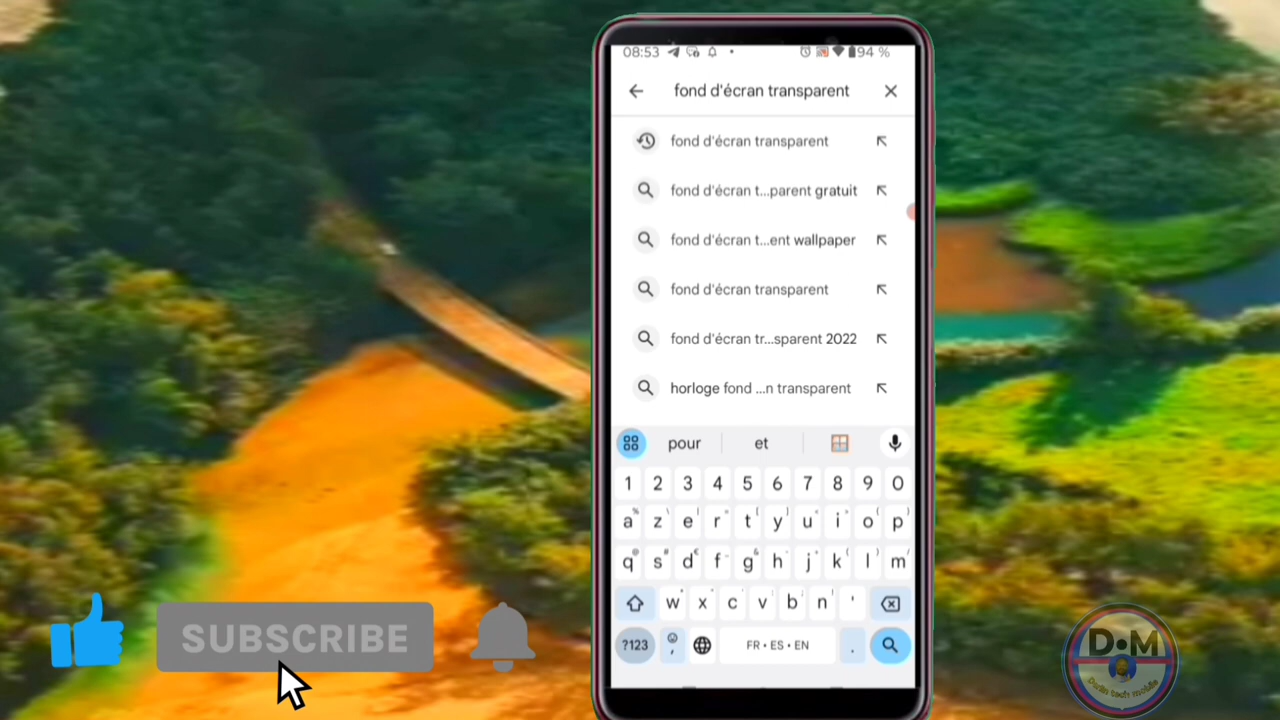 08:53
94 %
fond d'écran transparent
fond d'écran transparent
fond d'écran t...parent gratuit
fond d'écran t...ent wallpaper
fond d'écran transparent
fond d'écran tr...sparent 2022
horloge fond ...n transparent
pour et
1 2 3 4 5 6 7 8 9 0
a z e r t y u i o p
q s d f g h j k l m
w x c v b n '
?123 , FR • ES • EN .
SUBSCRIBE
D•M